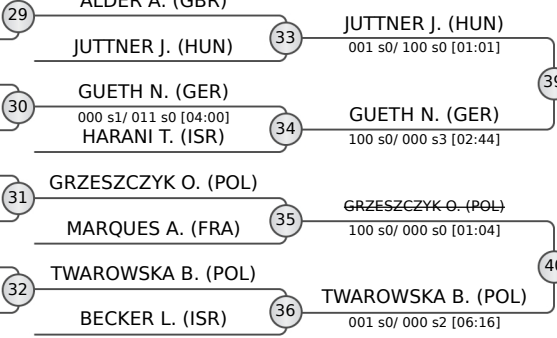 ALDER A. (GBR)
29
JUTTNER J. (HUN)
33
JUTTNER J. (HUN)
001 s0/ 100 s0 [01:01]
39
30
GUETH N. (GER)
000 s1/ 011 s0 [04:00]
HARANI T. (ISR)
34
GUETH N. (GER)
100 s0/ 000 s3 [02:44]
31
GRZESZCZYK O. (POL)
MARQUES A. (FRA)
35
GRZESZCZYK O. (POL)
100 s0/ 000 s0 [01:04]
40
32
TWAROWSKA B. (POL)
BECKER L. (ISR)
36
TWAROWSKA B. (POL)
001 s0/ 000 s2 [06:16]